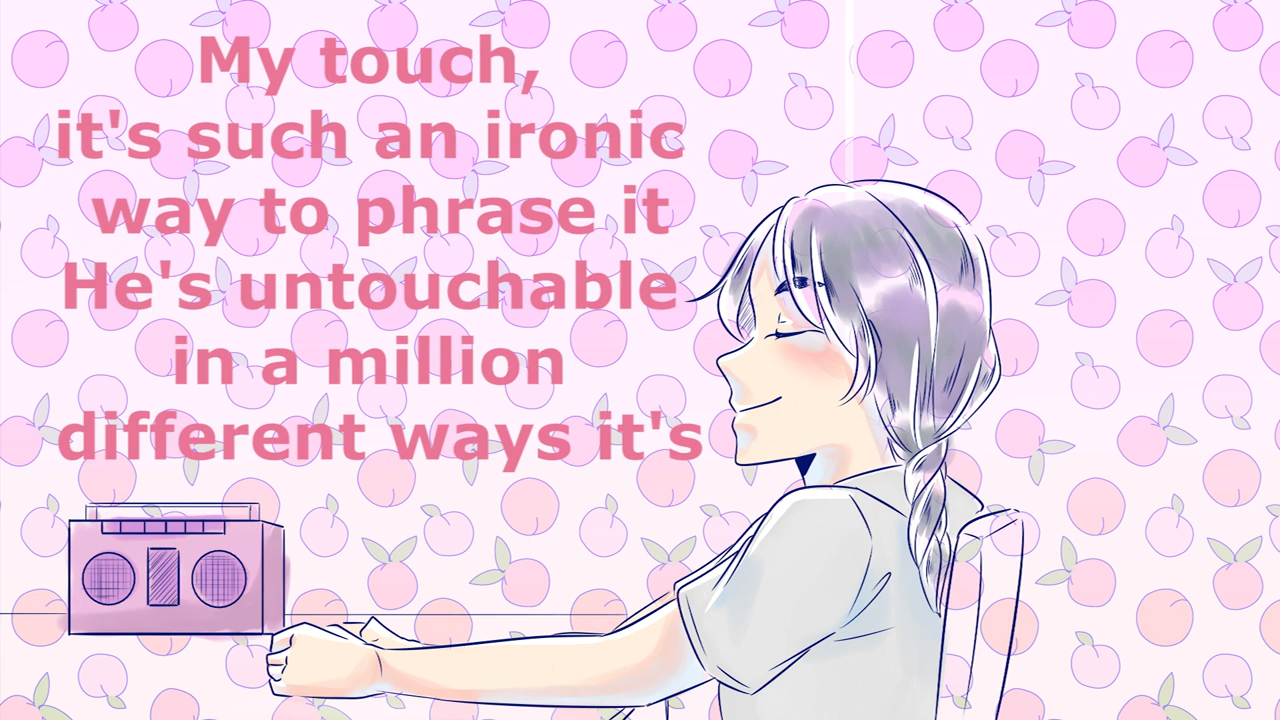 My touch,
it's such an ironic
way to phrase it
He's untouchable
in a million
different ways it's